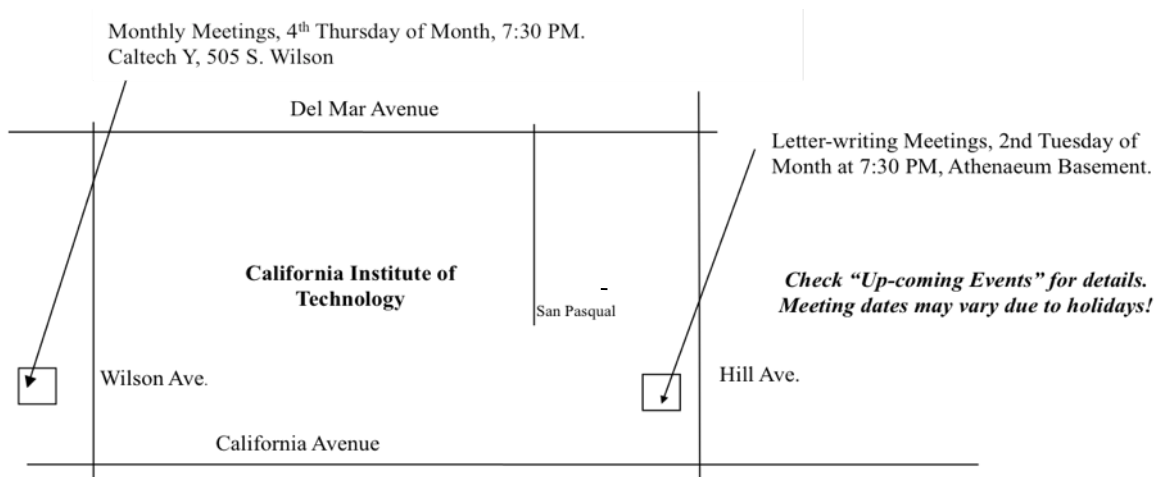 Monthly Meetings, 4th Thursday of Month, 7:30 PM.
Caltech Y, 505 S. Wilson
Del Mar Avenue
Letter-writing Meetings, 2nd Tuesday of
Month at 7:30 PM, Athenaeum Basement.
California Institute of
Technology
Check “Up-coming Events” for details.
Meeting dates may vary due to holidays!
San Pasqual
Wilson Ave.
Hill Ave.
California Avenue